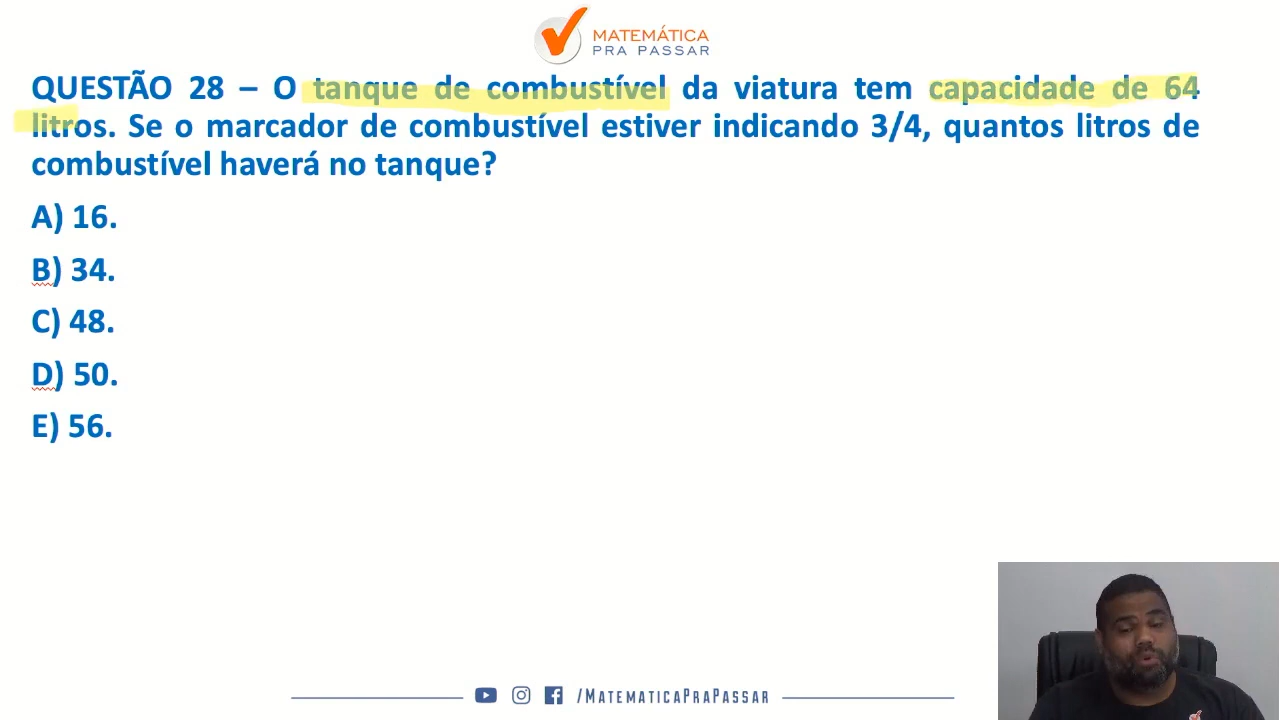 MATEMÁTICA
PRA PASSAR
QUESTÃO 28 – O tanque de combustível da viatura tem capacidade de 64
litros. Se o marcador de combustível estiver indicando 3/4, quantos litros de
combustível haverá no tanque?
A) 16.
B) 34.
C) 48.
D) 50.
E) 56.
/MATEMATICAPRAPASSAR